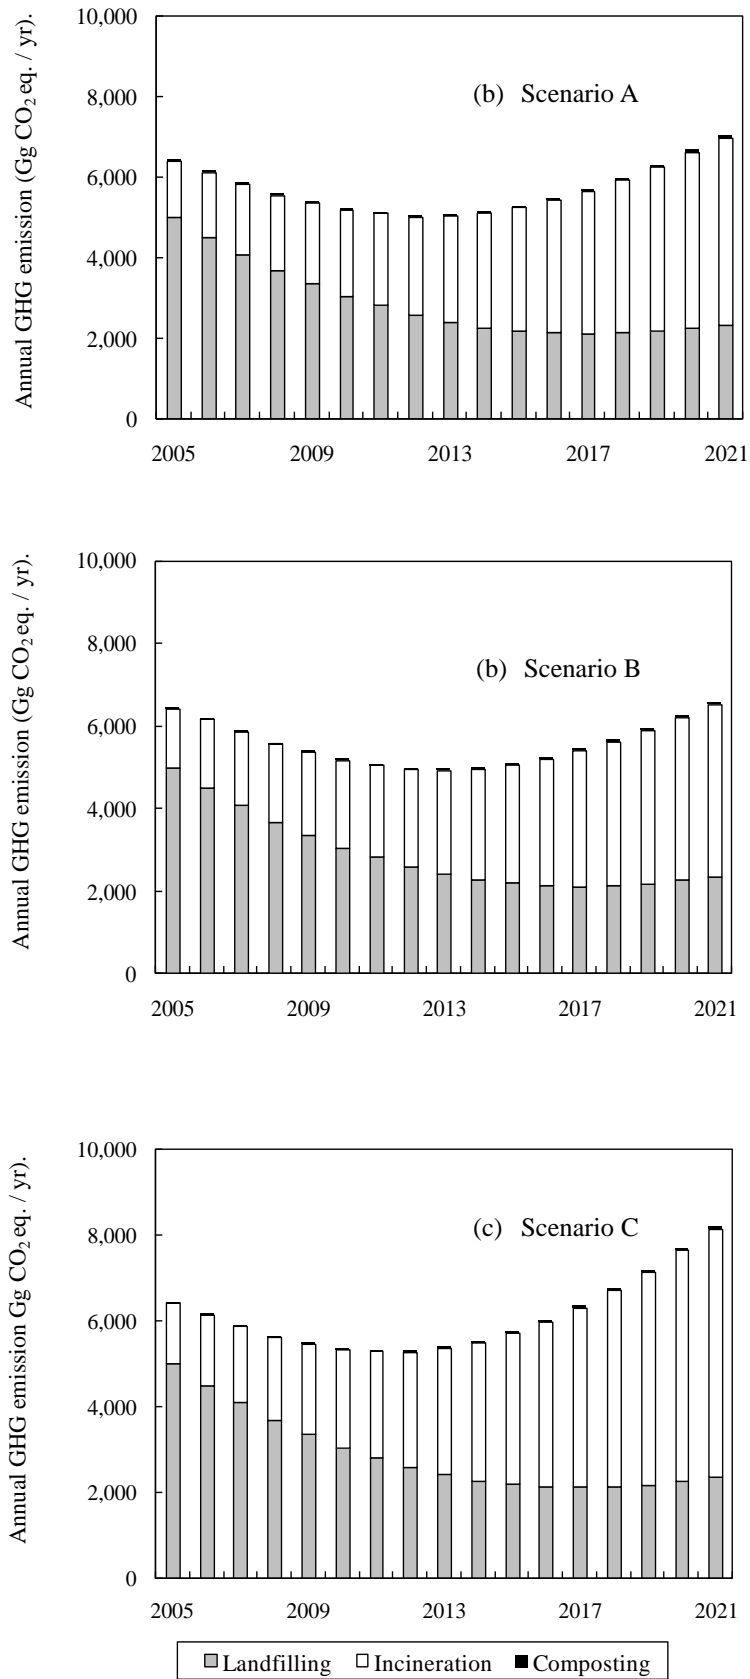 10,000
8,000
6,000
4,000
2,000
0
Annual GHG emission (Gg CO₂ eq. / yr).
(b) Scenario A
2005 2009 2013 2017 2021
10,000
8,000
6,000
4,000
2,000
0
Annual GHG emission (Gg CO₂ eq. / yr).
(b) Scenario B
2005 2009 2013 2017 2021
10,000
8,000
6,000
4,000
2,000
0
Annual GHG emission Gg CO₂ eq. / yr).
(c) Scenario C
2005 2009 2013 2017 2021
Landfilling Incineration Composting